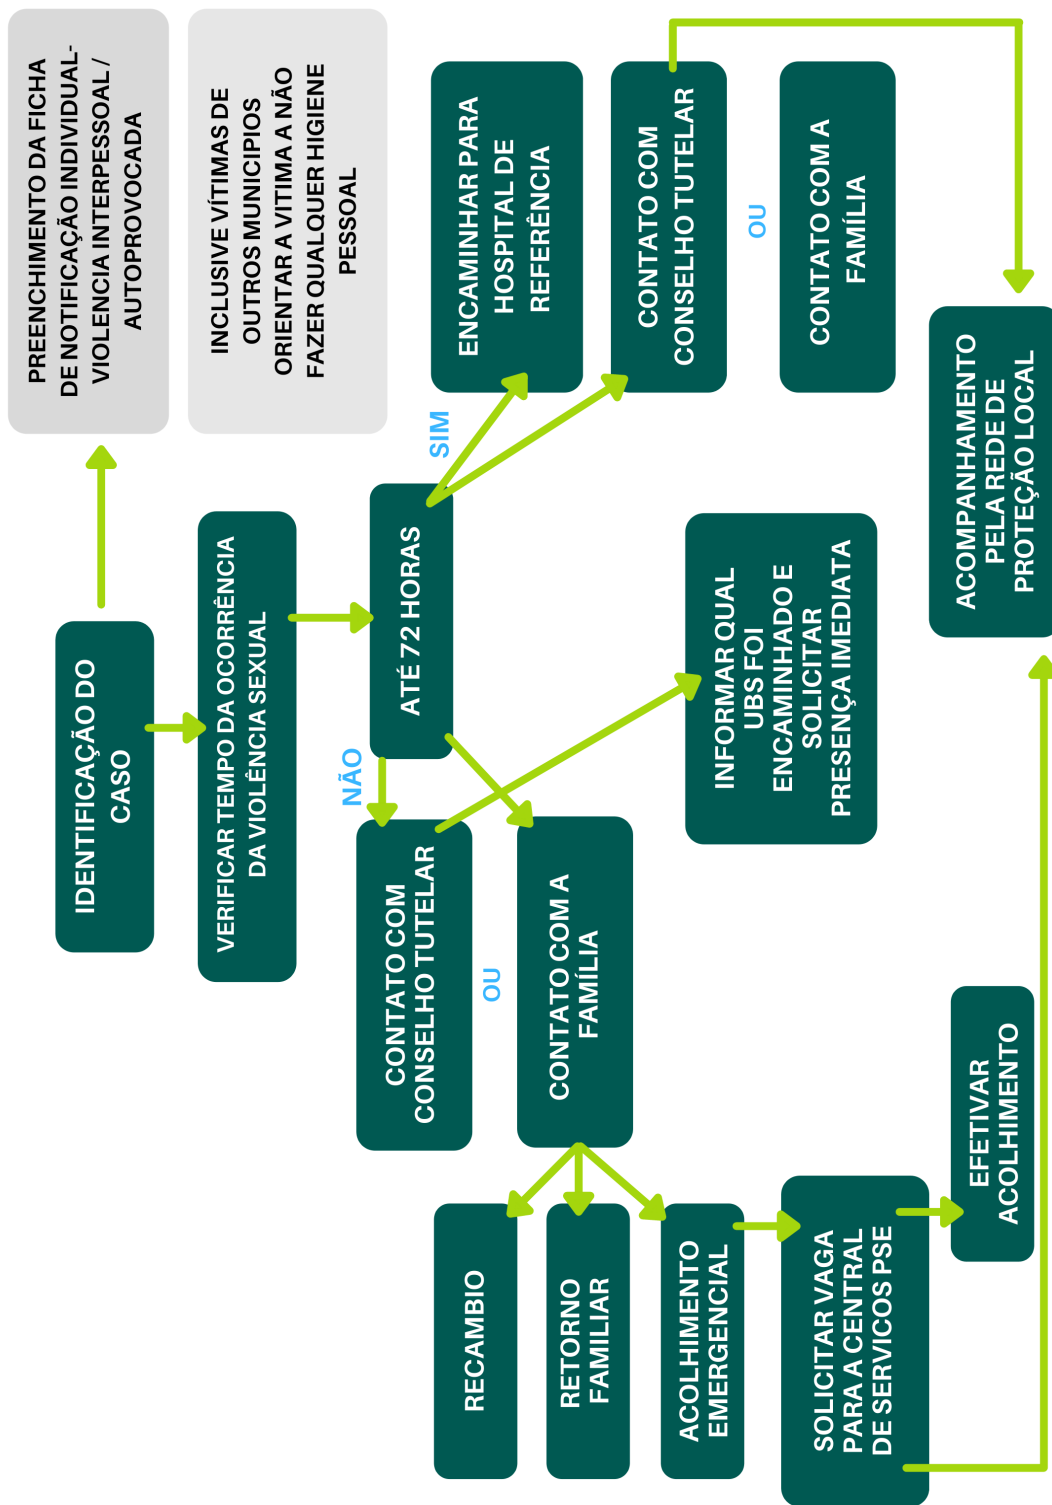 PREENCHIMENTO DA FICHA
DE NOTIFICAÇÃO INDIVIDUAL-
VIOLENCIA INTERPESSOAL /
AUTOPROVOCADA
INCLUSIVE VÍTIMAS DE
OUTROS MUNICIPIOS
ORIENTAR A VITIMA A NÃO
FAZER QUALQUER HIGIENE
PESSOAL
IDENTIFICAÇÃO DO
CASO
VERIFICAR TEMPO DA OCORRÊNCIA
DA VIOLÊNCIA SEXUAL
ATÉ 72 HORAS
NÃO
SIM
CONTATO COM
CONSELHO TUTELAR
OU
CONTATO COM A
FAMÍLIA
ENCAMINHAR PARA
HOSPITAL DE
REFERÊNCIA
CONTATO COM
CONSELHO TUTELAR
OU
CONTATO COM A
FAMÍLIA
RECAMBIO
RETORNO
FAMILIAR
ACOLHIMENTO
EMERGENCIAL
INFORMAR QUAL
UBS FOI
ENCAMINHADO E
SOLICITAR
PRESENÇA IMEDIATA
SOLICITAR VAGA
PARA A CENTRAL
DE SERVICOS PSE
EFETIVAR
ACOLHIMENTO
ACOMPANHAMENTO
PELA REDE DE
PROTEÇÃO LOCAL